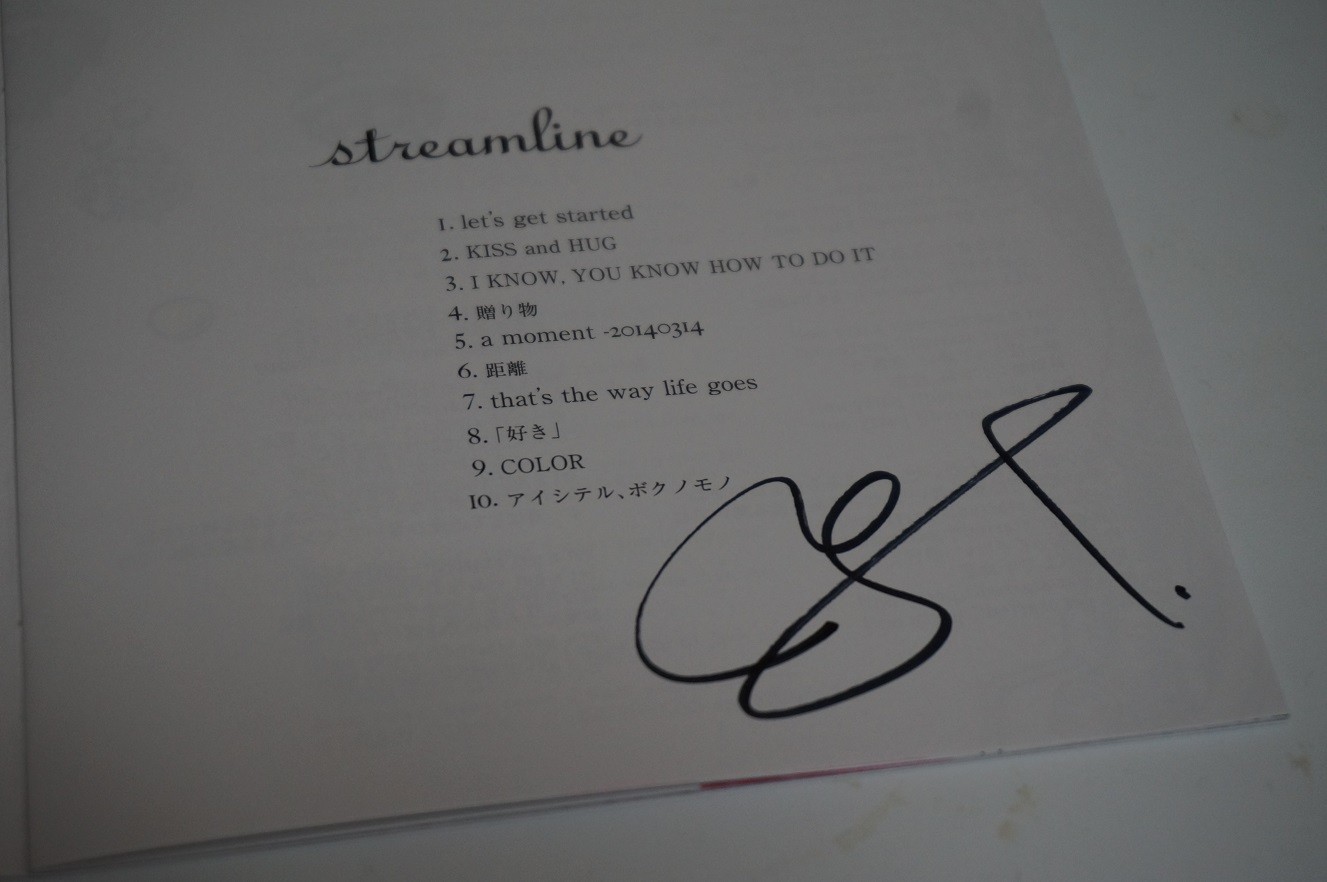 streamline
1. let's get started
2. KISS and HUG
3. I KNOW, YOU KNOW HOW TO DO IT
4. 贈り物
5. a moment -20140314
6. 距離
7. that's the way life goes
8.「好き」
9. COLOR
10. アイシテル、ボクノモノ